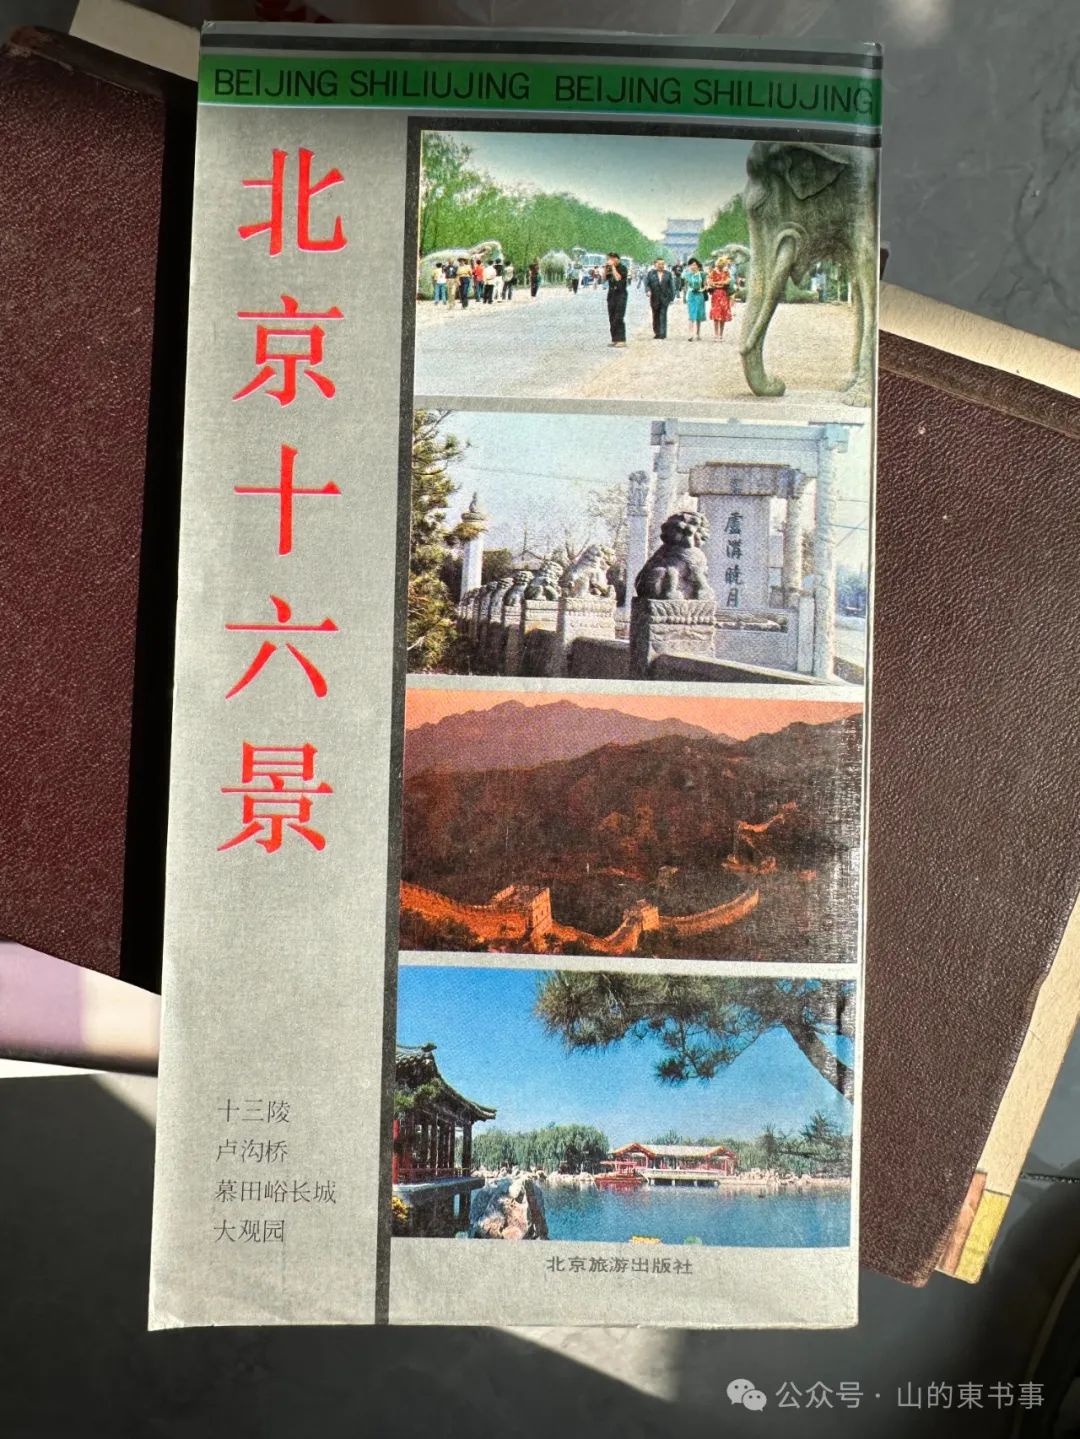 BEIJING SHILIUJING BEIJING SHILIUJING
北京十六景
盧溝曉月
十三陵
卢沟桥
慕田峪长城
大观园
北京旅游出版社
公众号·山的東书事